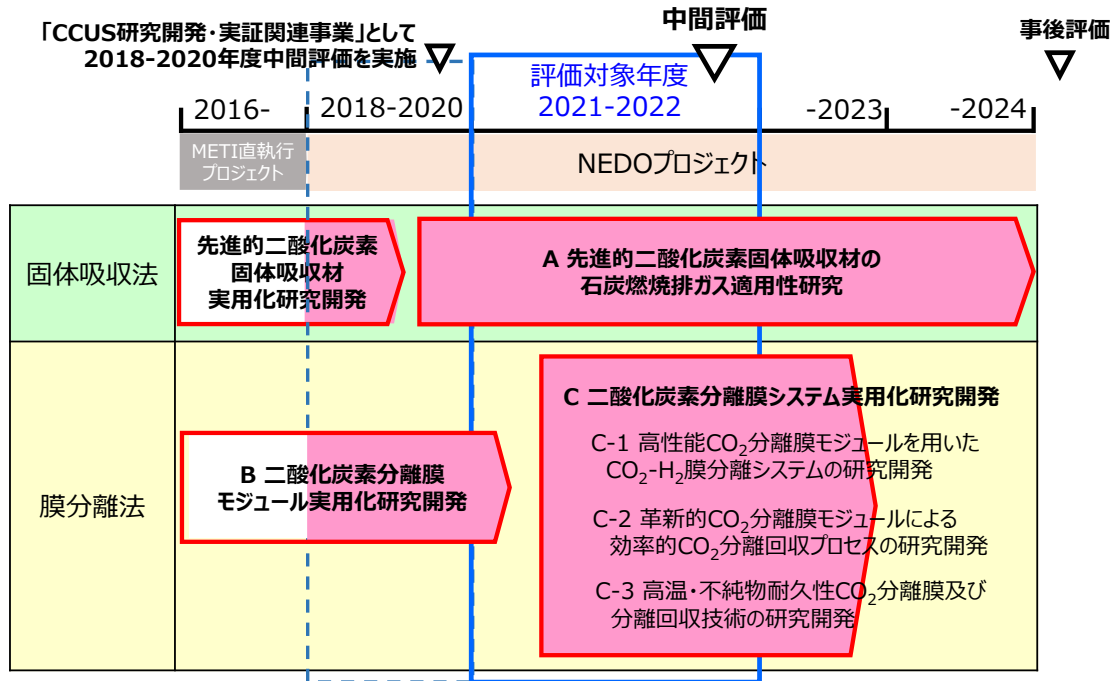 「CCUS研究開発・実証関連事業」として
2018-2020年度中間評価を実施
中間評価
事後評価
評価対象年度
2016-
2018-2020
2021-2022
-2023
-2024
METI直執行
プロジェクト
NEDOプロジェクト
固体吸収法
先進的二酸化炭素
固体吸収材
実用化研究開発
A 先進的二酸化炭素固体吸収材の
石炭燃焼排ガス適用性研究
膜分離法
B 二酸化炭素分離膜
モジュール実用化研究開発
C 二酸化炭素分離膜システム実用化研究開発
C-1 高性能CO₂分離膜モジュールを用いた
CO₂-H₂膜分離システムの研究開発
C-2 革新的CO₂分離膜モジュールによる
効率的CO₂分離回収プロセスの研究開発
C-3 高温・不純物耐久性CO₂分離膜及び
分離回収技術の研究開発